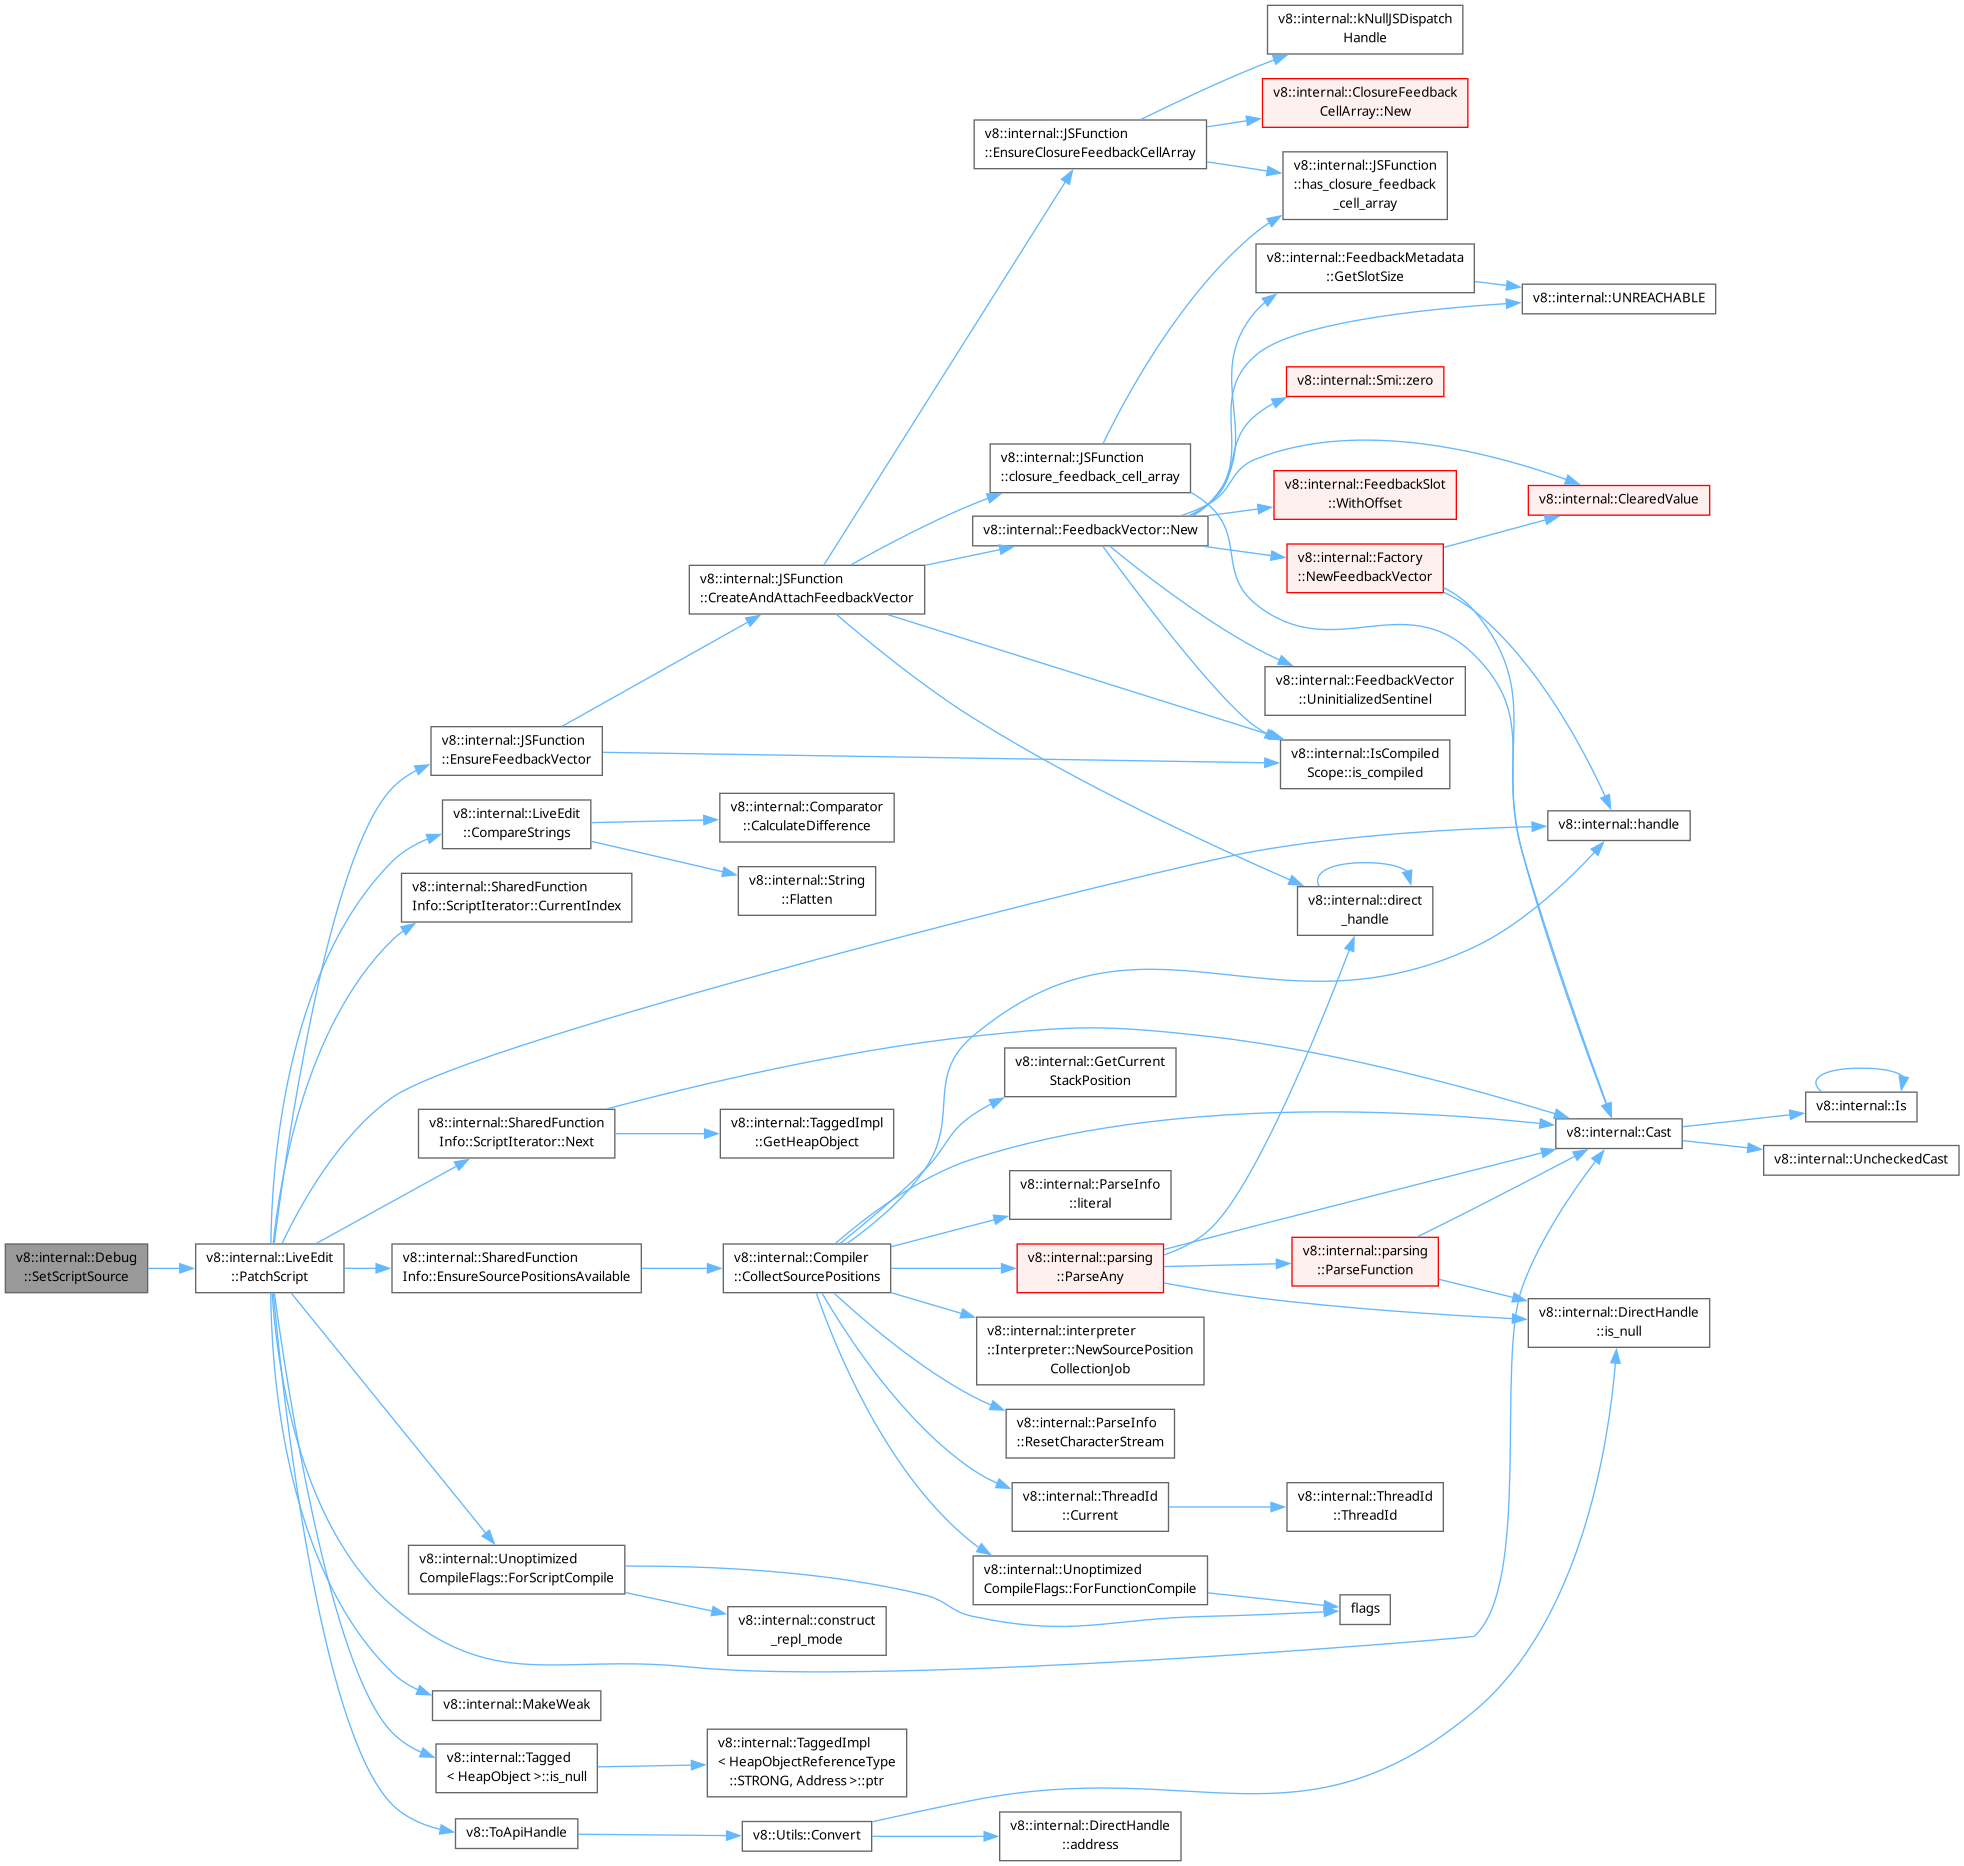 v8::internal::Debug
::SetScriptSource
v8::internal::LiveEdit
::PatchScript
v8::internal::JSFunction
::EnsureFeedbackVector
v8::internal::LiveEdit
::CompareStrings
v8::internal::SharedFunction
Info::ScriptIterator::CurrentIndex
v8::internal::SharedFunction
Info::ScriptIterator::Next
v8::internal::SharedFunction
Info::EnsureSourcePositionsAvailable
v8::internal::Unoptimized
CompileFlags::ForScriptCompile
v8::internal::MakeWeak
v8::internal::Tagged
< HeapObject >::is_null
v8::ToApiHandle
v8::internal::JSFunction
::CreateAndAttachFeedbackVector
v8::internal::Comparator
::CalculateDifference
v8::internal::String
::Flatten
v8::internal::TaggedImpl
::GetHeapObject
v8::internal::Compiler
::CollectSourcePositions
v8::internal::construct
_repl_mode
v8::internal::TaggedImpl
< HeapObjectReferenceType
::STRONG, Address >::ptr
v8::Utils::Convert
v8::internal::JSFunction
::EnsureClosureFeedbackCellArray
v8::internal::JSFunction
::closure_feedback_cell_array
v8::internal::FeedbackVector::New
v8::internal::GetCurrent
StackPosition
v8::internal::ParseInfo
::literal
v8::internal::parsing
::ParseAny
v8::internal::interpreter
::Interpreter::NewSourcePosition
CollectionJob
v8::internal::ParseInfo
::ResetCharacterStream
v8::internal::ThreadId
::Current
v8::internal::Unoptimized
CompileFlags::ForFunctionCompile
v8::internal::DirectHandle
::address
v8::internal::kNullJSDispatch
Handle
v8::internal::ClosureFeedback
CellArray::New
v8::internal::JSFunction
::has_closure_feedback
_cell_array
v8::internal::FeedbackMetadata
::GetSlotSize
v8::internal::Smi::zero
v8::internal::FeedbackSlot
::WithOffset
v8::internal::Factory
::NewFeedbackVector
v8::internal::FeedbackVector
::UninitializedSentinel
v8::internal::IsCompiled
Scope::is_compiled
v8::internal::direct
_handle
v8::internal::parsing
::ParseFunction
v8::internal::ThreadId
::ThreadId
flags
v8::internal::UNREACHABLE
v8::internal::ClearedValue
v8::internal::handle
v8::internal::Cast
v8::internal::DirectHandle
::is_null
v8::internal::Is
v8::internal::UncheckedCast